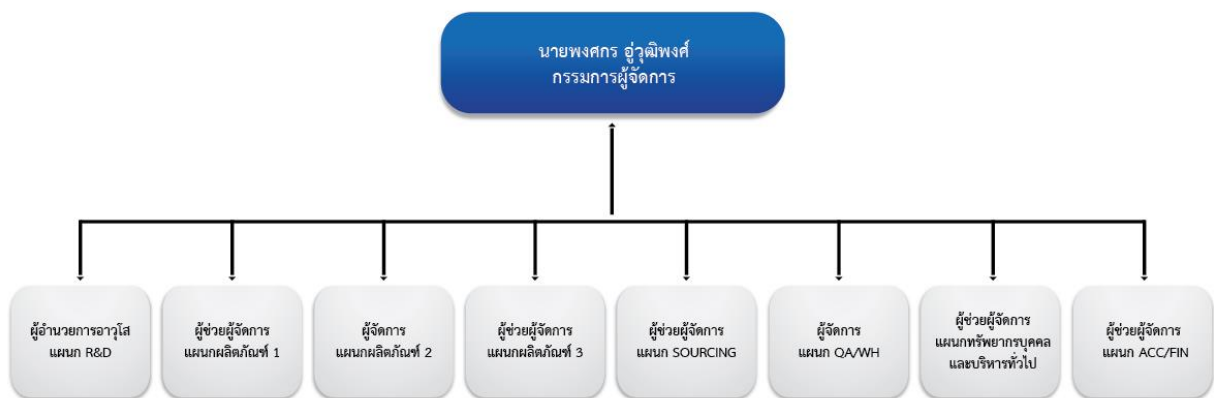 นายพงศกร อู่วุฒิพงศ์
กรรมการผู้จัดการ
ผู้อำนวยการอาวุโส
แผนก R&D
ผู้ช่วยผู้จัดการ
แผนกผลิตภัณฑ์ 1
ผู้จัดการ
แผนกผลิตภัณฑ์ 2
ผู้ช่วยผู้จัดการ
แผนกผลิตภัณฑ์ 3
ผู้ช่วยผู้จัดการ
แผนก SOURCING
ผู้จัดการ
แผนก QA/WH
ผู้ช่วยผู้จัดการ
แผนกทรัพยากรบุคคล
และบริหารทั่วไป
ผู้ช่วยผู้จัดการ
แผนก ACC/FIN